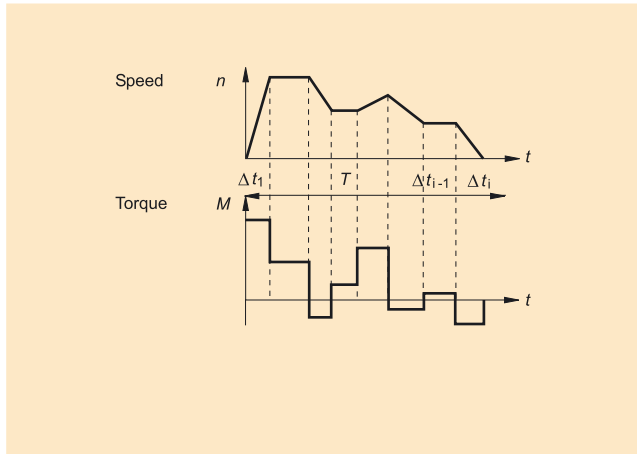 Speed n
t
Δt1 T Δti-1 Δti
Torque M
t